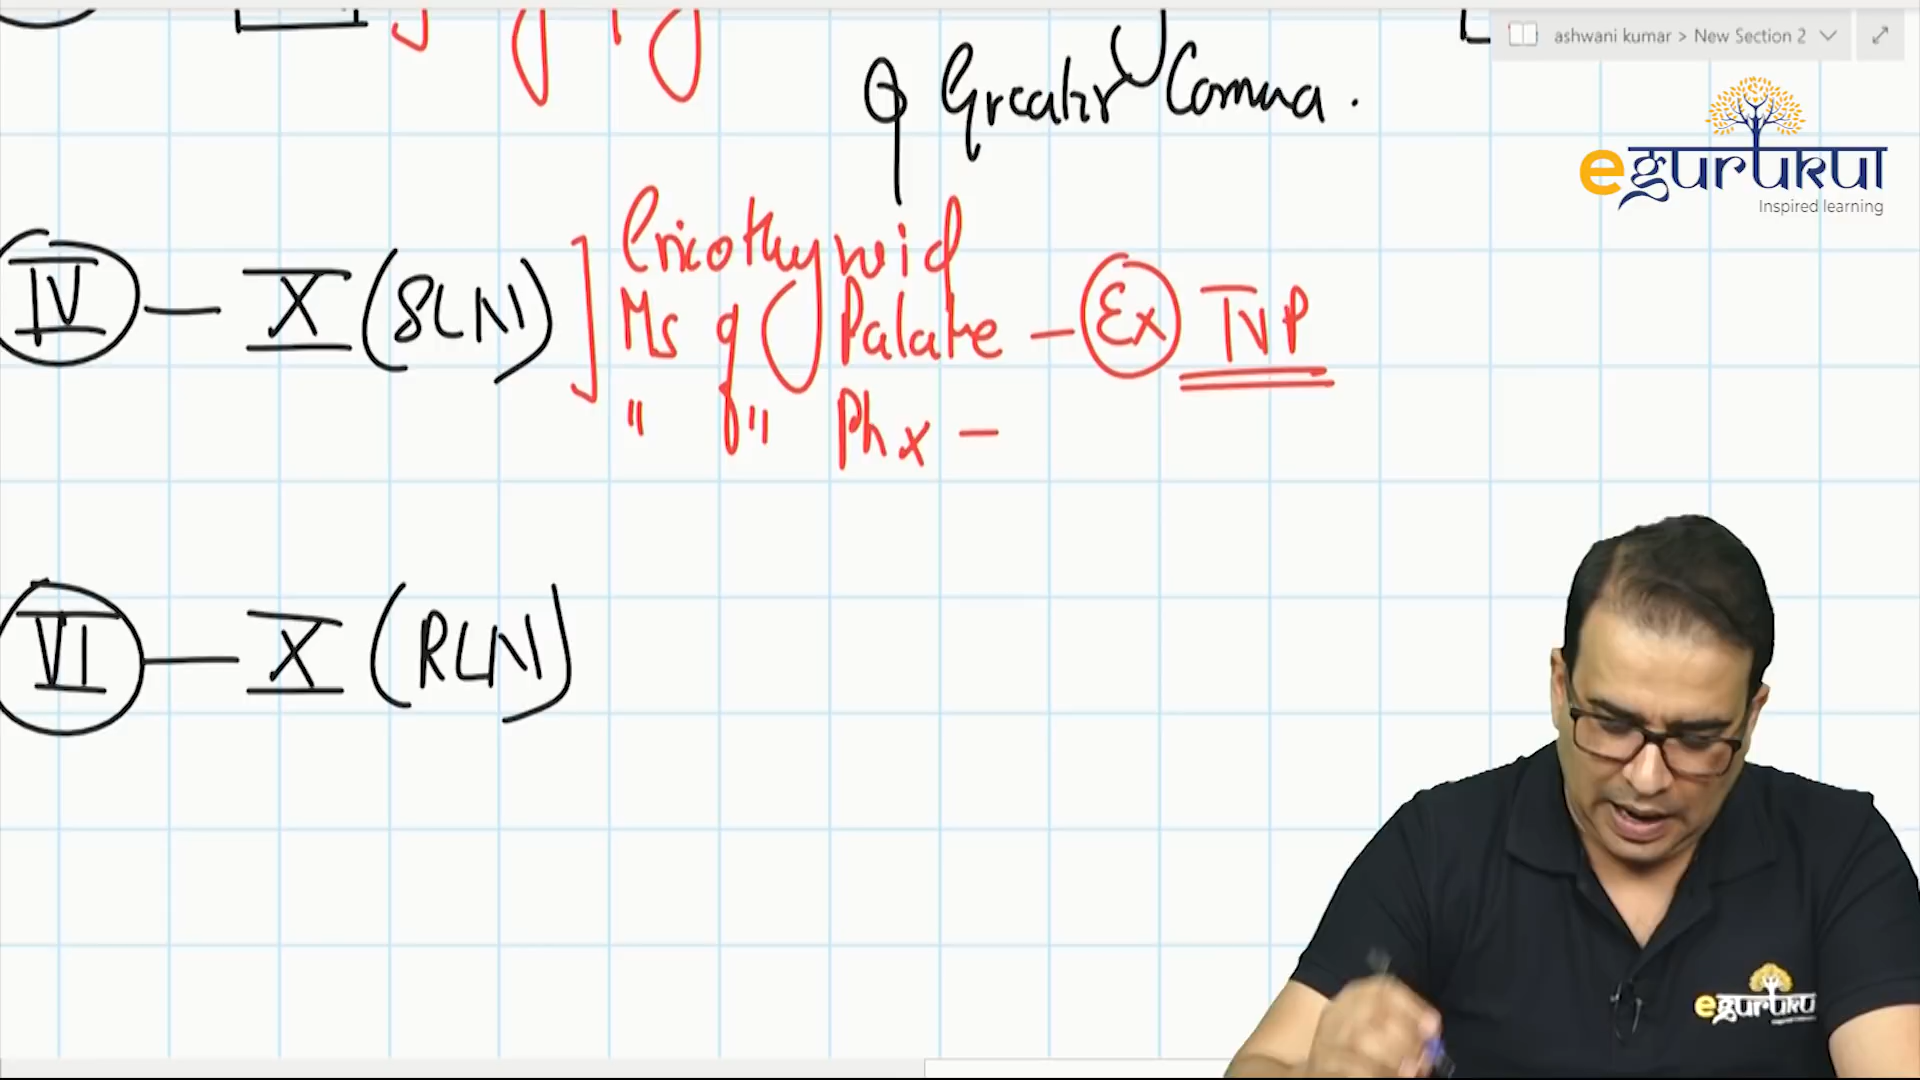 ashwani kumar > New Section 2
Greater Cornua.
egurukul
Inspired learning
IV — X (SLN) ] Cricothyroid
Ms of Palate — Ex TVP
" of " Phx —
VI — X (RLN)
egurukul